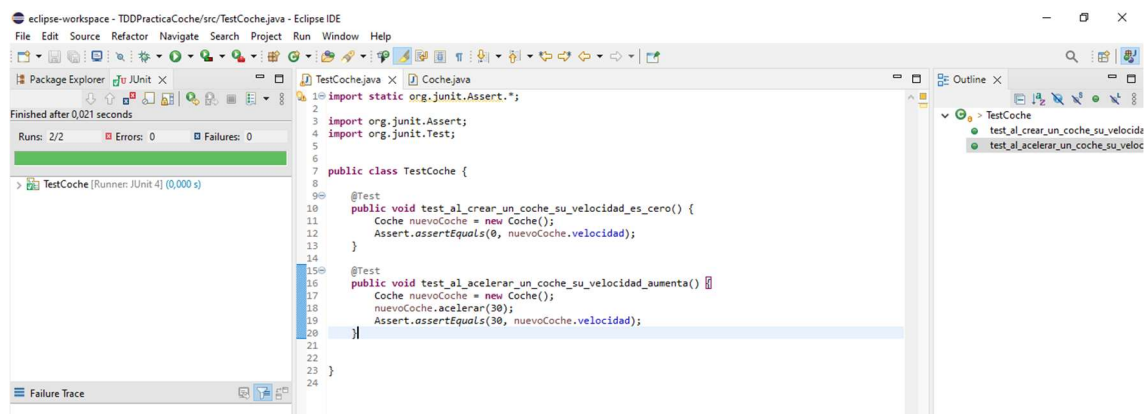 eclipse-workspace - TDDPracticaCoche/src/TestCoche.java - Eclipse IDE
File Edit Source Refactor Navigate Search Project Run Window Help
Package Explorer JUnit
Finished after 0,021 seconds
Runs: 2/2 Errors: 0 Failures: 0
TestCoche [Runner: JUnit 4] (0,000 s)
Failure Trace
TestCoche.java Coche.java
1 import static org.junit.Assert.*;
2
3 import org.junit.Assert;
4 import org.junit.Test;
5
6
7 public class TestCoche {
8
9 @Test
10 public void test_al_crear_un_coche_su_velocidad_es_cero() {
11 Coche nuevoCoche = new Coche();
12 Assert.assertEquals(0, nuevoCoche.velocidad);
13 }
14
15 @Test
16 public void test_al_acelerar_un_coche_su_velocidad_aumenta() {
17 Coche nuevoCoche = new Coche();
18 nuevoCoche.acelerar(30);
19 Assert.assertEquals(30, nuevoCoche.velocidad);
20 }
21
22
23 }
24
Outline
TestCoche
test_al_crear_un_coche_su_velocida
test_al_acelerar_un_coche_su_veloc